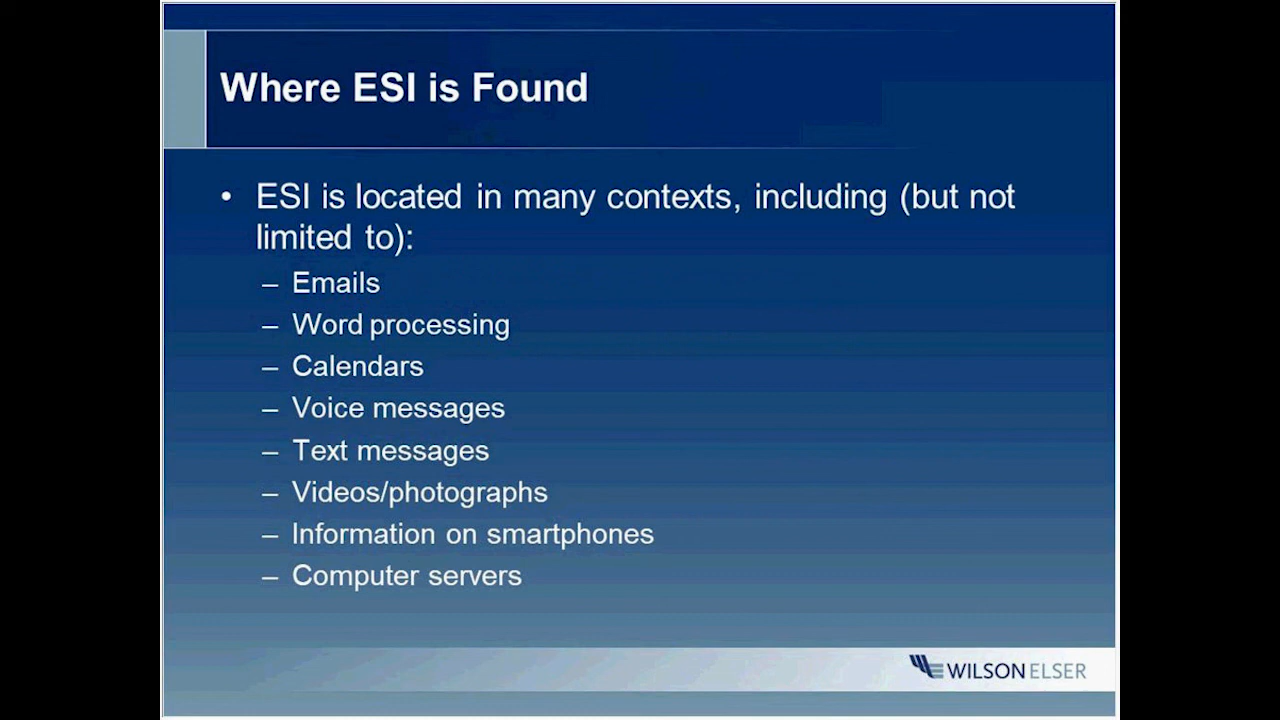 Where ESI is Found
• ESI is located in many contexts, including (but not
limited to):
– Emails
– Word processing
– Calendars
– Voice messages
– Text messages
– Videos/photographs
– Information on smartphones
– Computer servers
WILSON ELSER